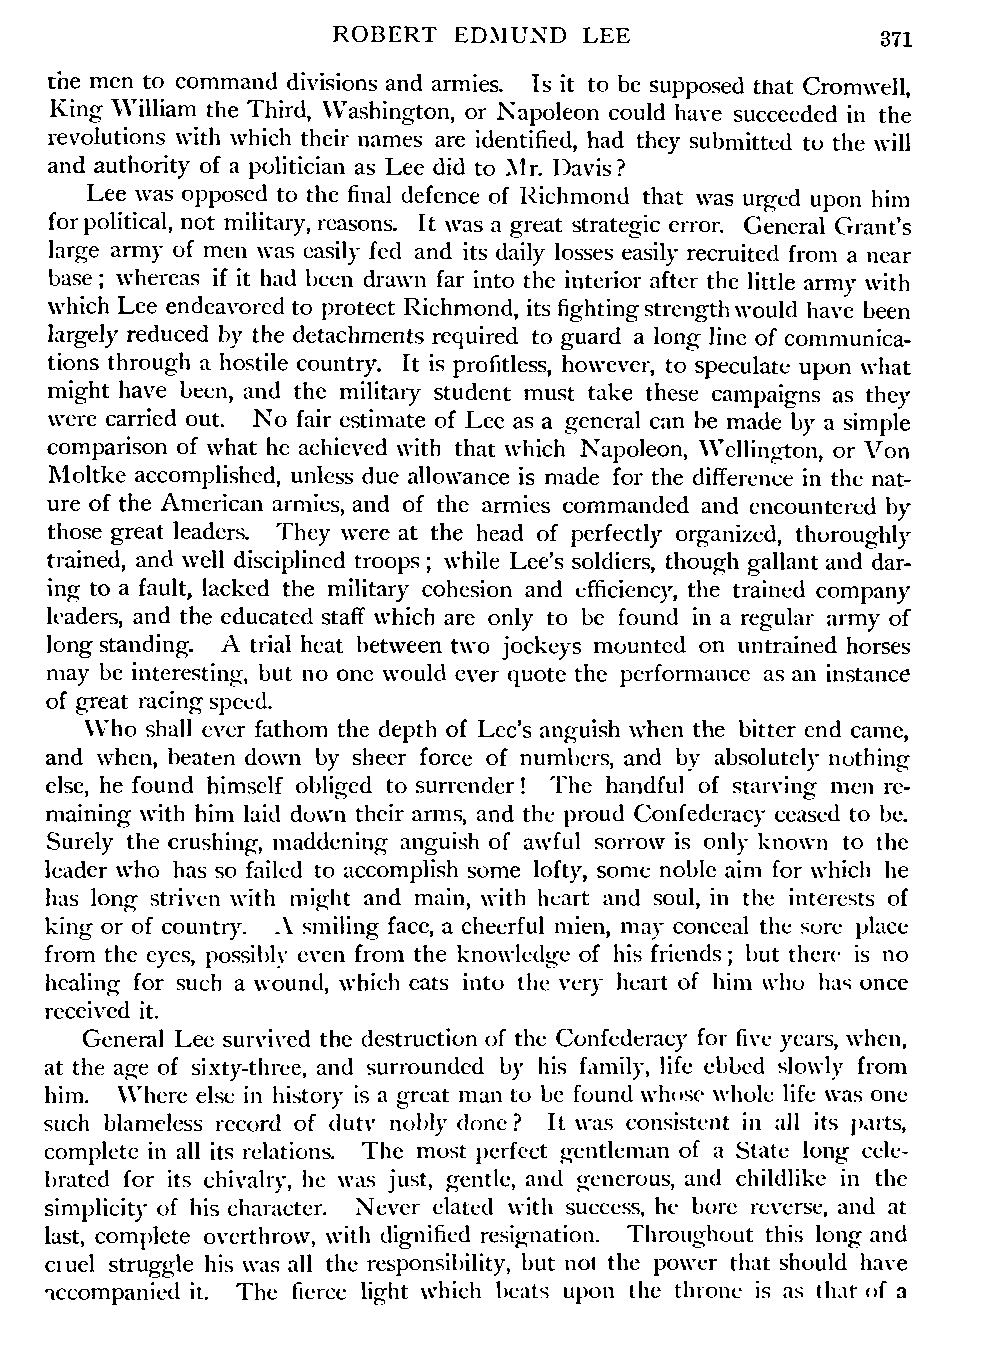 ROBERT EDMUND LEE 371
the men to command divisions and armies. Is it to be supposed that Cromwell,
King William the Third, Washington, or Napoleon could have succeeded in the
revolutions with which their names are identified, had they submitted to the will
and authority of a politician as Lee did to Mr. Davis?
Lee was opposed to the final defence of Richmond that was urged upon him
for political, not military, reasons. It was a great strategic error. General Grant's
large army of men was easily fed and its daily losses easily recruited from a near
base; whereas if it had been drawn far into the interior after the little army with
which Lee endeavored to protect Richmond, its fighting strength would have been
largely reduced by the detachments required to guard a long line of communica-
tions through a hostile country. It is profitless, however, to speculate upon what
might have been, and the military student must take these campaigns as they
were carried out. No fair estimate of Lee as a general can be made by a simple
comparison of what he achieved with that which Napoleon, Wellington, or Von
Moltke accomplished, unless due allowance is made for the difference in the nat-
ure of the American armies, and of the armies commanded and encountered by
those great leaders. They were at the head of perfectly organized, thoroughly
trained, and well disciplined troops; while Lee's soldiers, though gallant and dar-
ing to a fault, lacked the military cohesion and efficiency, the trained company
leaders, and the educated staff which are only to be found in a regular army of
long standing. A trial heat between two jockeys mounted on untrained horses
may be interesting, but no one would ever quote the performance as an instance
of great racing speed.
Who shall ever fathom the depth of Lee's anguish when the bitter end came,
and when, beaten down by sheer force of numbers, and by absolutely nothing
else, he found himself obliged to surrender! The handful of starving men re-
maining with him laid down their arms, and the proud Confederacy ceased to be.
Surely the crushing, maddening anguish of awful sorrow is only known to the
leader who has so failed to accomplish some lofty, some noble aim for which he
has long striven with might and main, with heart and soul, in the interests of
king or of country. A smiling face, a cheerful mien, may conceal the sore place
from the eyes, possibly even from the knowledge of his friends; but there is no
healing for such a wound, which eats into the very heart of him who has once
received it.
General Lee survived the destruction of the Confederacy for five years, when,
at the age of sixty-three, and surrounded by his family, life ebbed slowly from
him. Where else in history is a great man to be found whose whole life was one
such blameless record of duty nobly done? It was consistent in all its parts,
complete in all its relations. The most perfect gentleman of a State long cele-
brated for its chivalry, he was just, gentle, and generous, and childlike in the
simplicity of his character. Never elated with success, he bore reverse, and at
last, complete overthrow, with dignified resignation. Throughout this long and
cruel struggle his was all the responsibility, but not the power that should have
accompanied it. The fierce light which beats upon the throne is as that of a